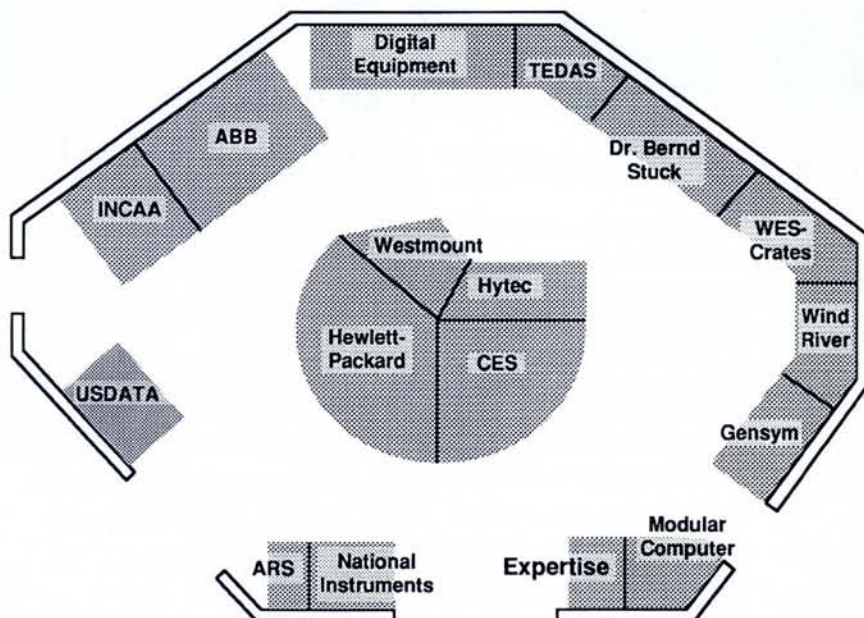 Digital
Equipment
TEDAS
ABB
Dr. Bernd
Stuck
INCAA
WES-
Crates
Westmount
Hytec
Wind
River
Hewlett-
Packard
CES
USDATA
Gensym
Modular
Computer
ARS
National
Instruments
Expertise